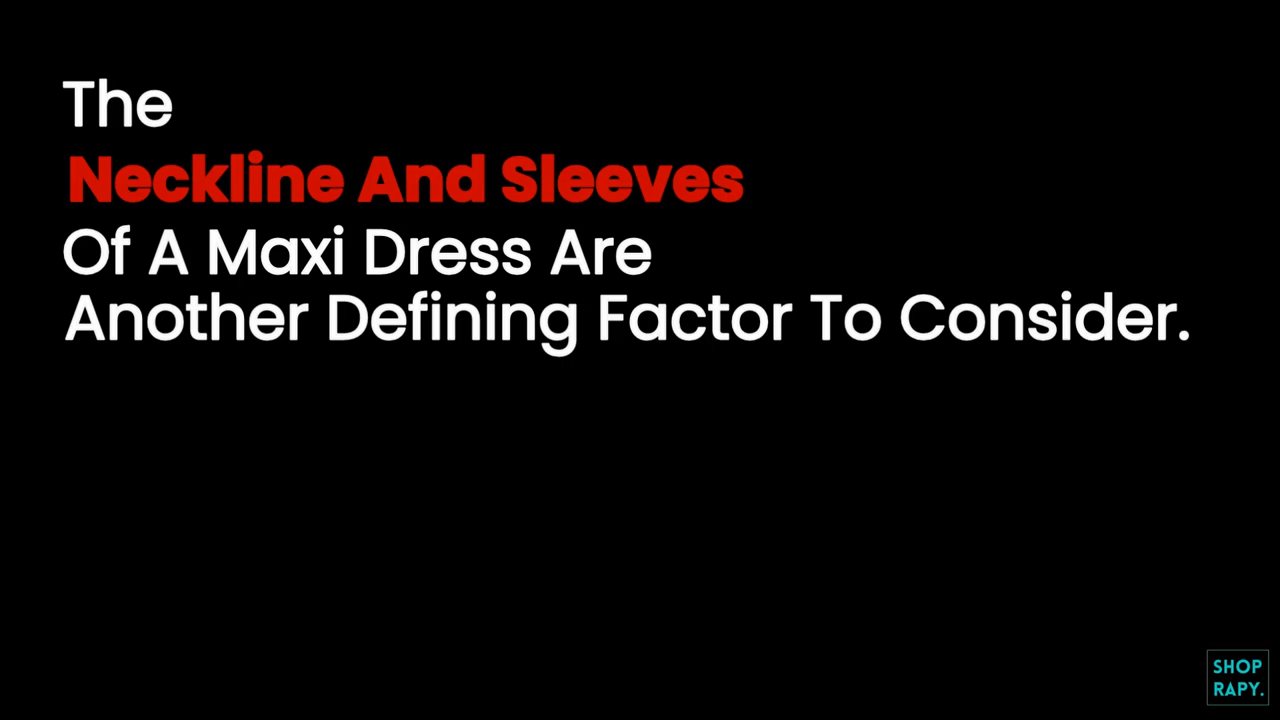 The
Neckline And Sleeves
Of A Maxi Dress Are
Another Defining Factor To Consider.
SHOP
RAPY.